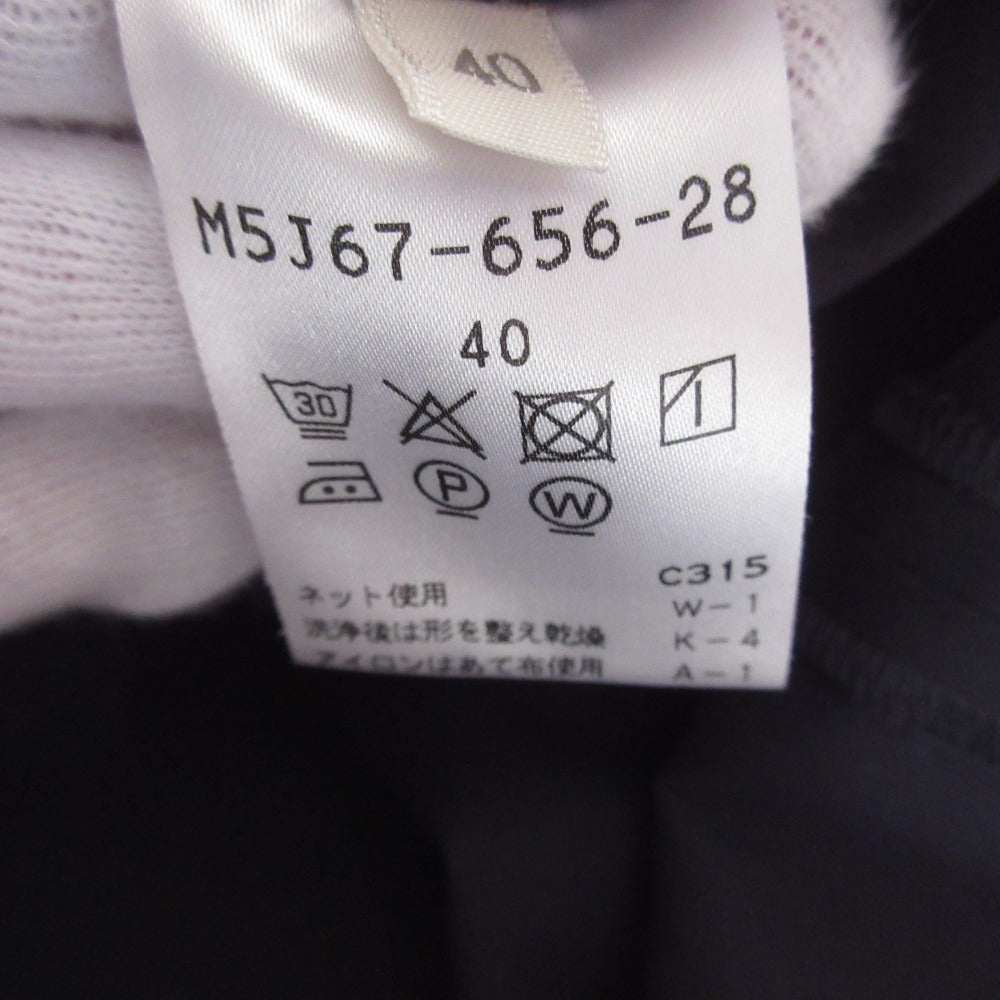 40
M5J67-656-28
40
30
P W
ネット使用
洗浄後は形を整え乾燥
アイロンはあて布使用
C315
W-1
K-4
A-1